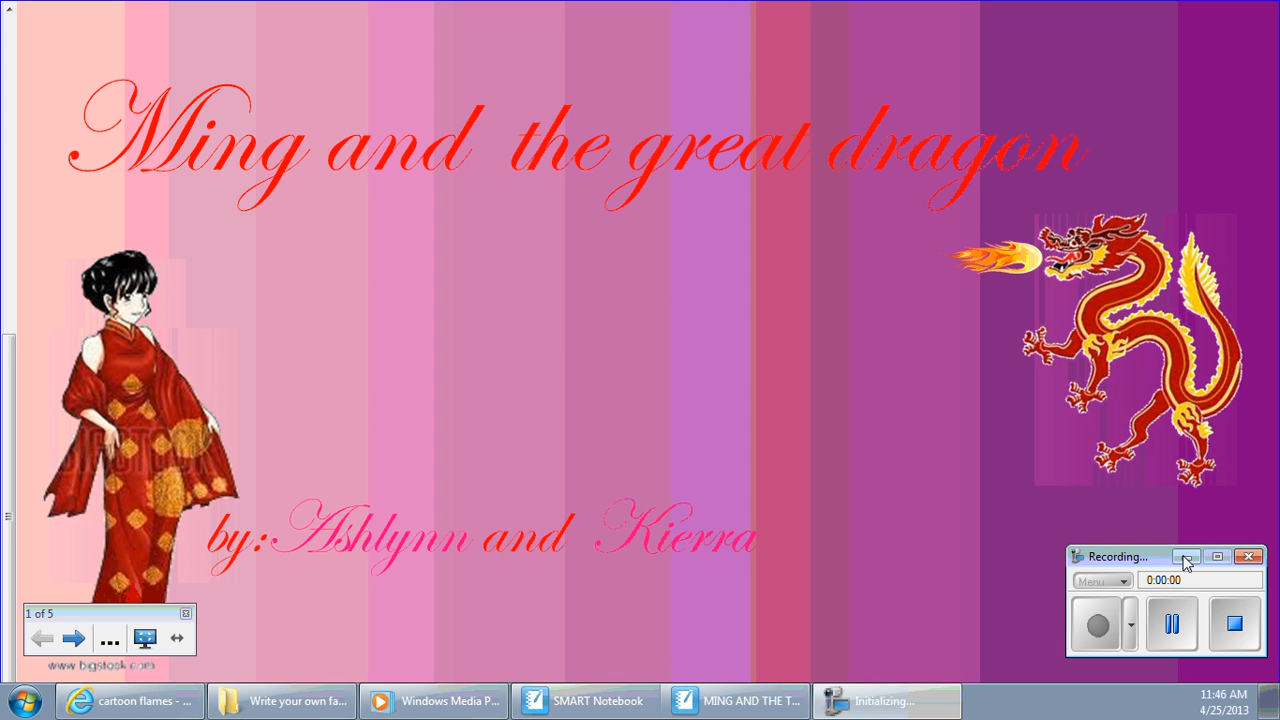 Ming and the great dragon
by:Ashlynn and Kierra
Recording...
Menu
0:00:00
1 of 5
BIGSTOCK
www.bigstock.com
cartoon flames - ...
Write your own fa...
Windows Media P...
SMART Notebook
MING AND THE T...
Initializing...
11:46 AM
4/25/2013